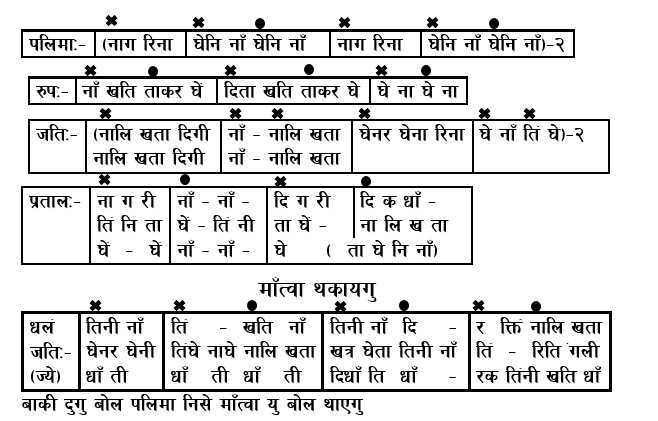 पलिमाः- (नाग रिना घेनि नाँ घेनि नाँ नाग रिना घेनि नाँ घेनि नाँ)-२
रुपः- नाँ खति ताकर घें दिता खति ताकर घे घे ना घे ना
जतिः- (नालि खता दिगी नाँ - नालि खता घेनर घेना रिना घे नाँ तिं घे)-२
नालि खता दिगी नाँ - नालि खता
प्रतालः- ना ग री नाँ - नाँ - दि ग री दि क धाँ -
तिं नि ता घें - तिं नी ता घें - ना लि ख ता
घें - घें नाँ - नाँ - घे ( ता घे नि नाँ)
माँत्वा थकायगु
धलं तिनी नाँ तिं - खति नाँ तिनी नाँ दि - र क्तिं नालि खता
जतिः- घेनर घेनी तिंघे नाघे नालि खता खत्र घेता तिनी नाँ तिं - रिति गंली
(ज्ये) धाँ ती धाँ ती धाँ ती दिधाँ ति धाँ - रक तिंनी खति धाँ
बाकी दुगु बोल पलिमा निसे माँत्वा यु बोल थाएगु